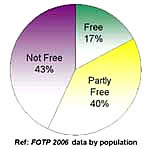 Free
17%
Not Free
43%
Partly
Free
40%
Ref: FOTP 2006 data by population